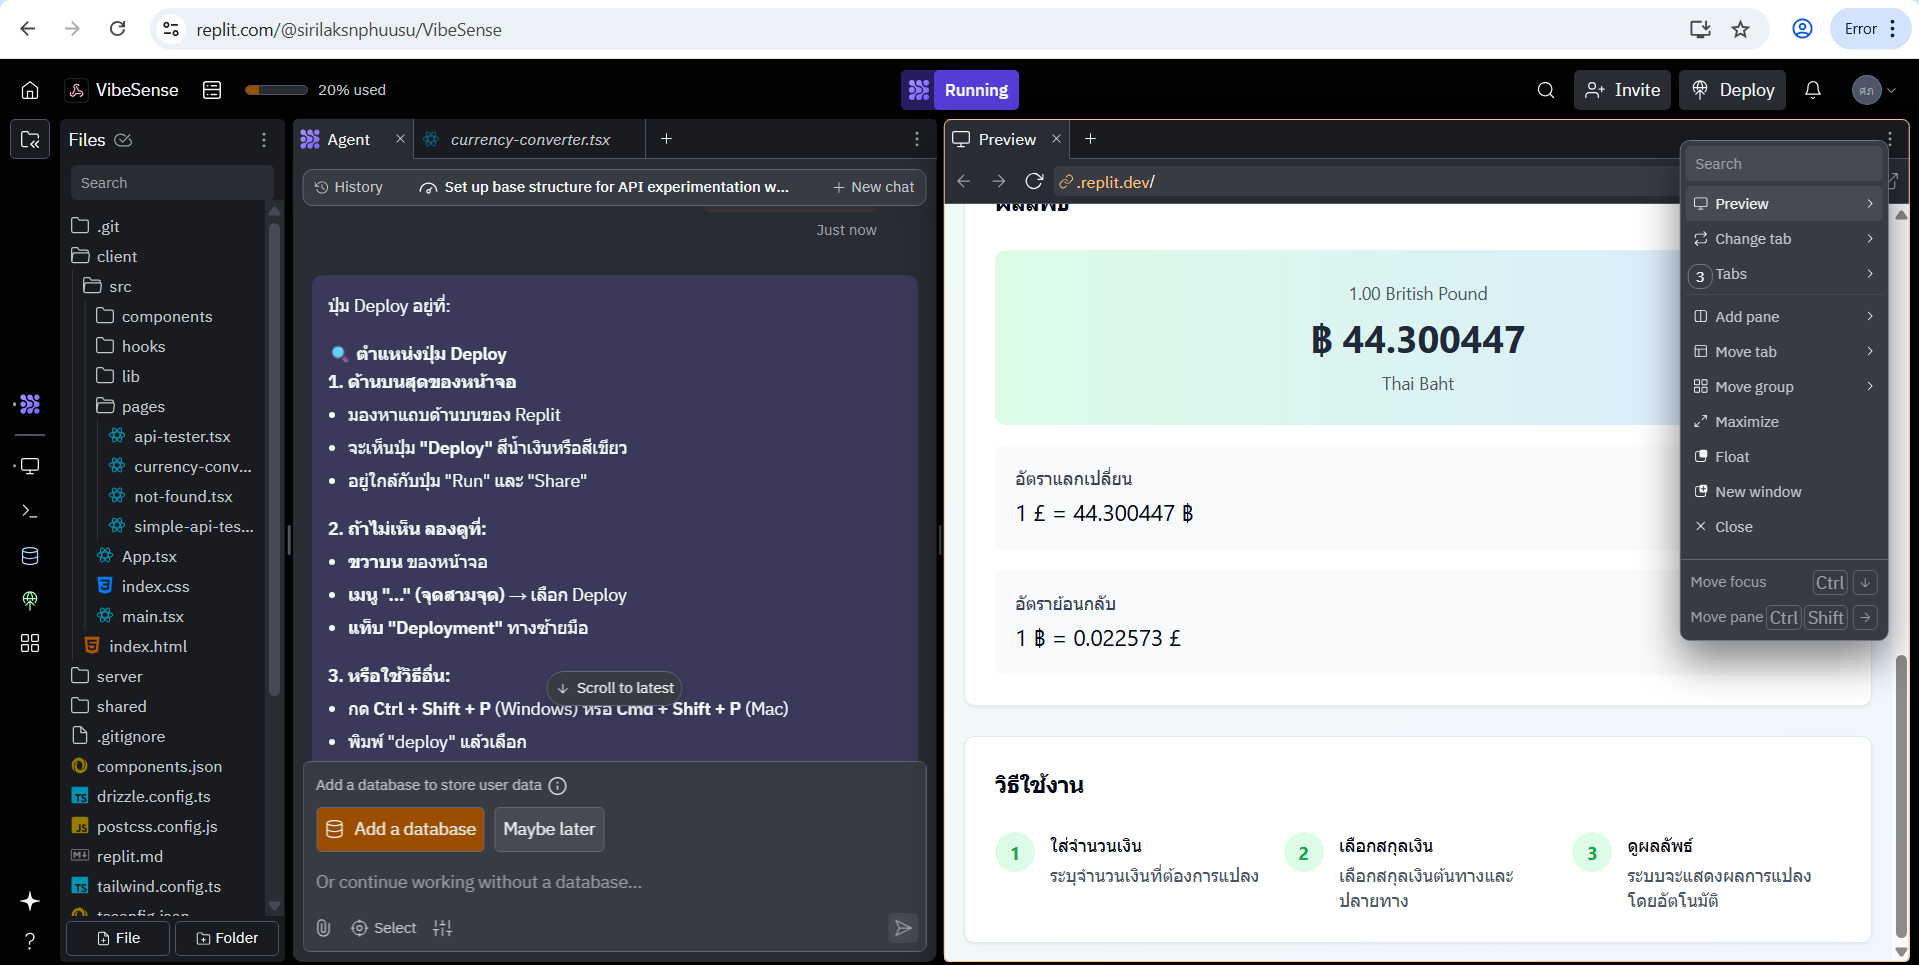 replit.com/@sirilaksnphuusu/VibeSense
Error
VibeSense
20% used
Running
Invite
Deploy
ศภ
Files
Search
.git
client
src
components
hooks
lib
pages
api-tester.tsx
currency-conv...
not-found.tsx
simple-api-tes...
App.tsx
index.css
main.tsx
index.html
server
shared
.gitignore
components.json
TS drizzle.config.ts
JS postcss.config.js
replit.md
TS tailwind.config.ts
tsconfig.json
File
Folder
Agent
currency-converter.tsx
History
Set up base structure for API experimentation w...
New chat
Just now
ปุ่ม Deploy อยู่ที่:
ตำแหน่งปุ่ม Deploy
1. ด้านบนสุดของหน้าจอ
• มองหาแถบด้านบนของ Replit
• จะเห็นปุ่ม "Deploy" สีน้ำเงินหรือสีเขียว
• อยู่ใกล้กับปุ่ม "Run" และ "Share"
2. ถ้าไม่เห็น ลองดูที่:
• ขวาบน ของหน้าจอ
• เมนู "..." (จุดสามจุด) → เลือก Deploy
• แท็บ "Deployment" ทางซ้ายมือ
3. หรือใช้วิธีอื่น:
Scroll to latest
• กด Ctrl + Shift + P (Windows) หรือ Cmd + Shift + P (Mac)
• พิมพ์ "deploy" แล้วเลือก
Add a database to store user data
Add a database
Maybe later
Or continue working without a database...
Select
Preview
.replit.dev/
ผลลัพธ์
1.00 British Pound
฿ 44.300447
Thai Baht
อัตราแลกเปลี่ยน
1 £ = 44.300447 ฿
อัตราย้อนกลับ
1 ฿ = 0.022573 £
วิธีใช้งาน
1
ใส่จำนวนเงิน
ระบุจำนวนเงินที่ต้องการแปลง
2
เลือกสกุลเงิน
เลือกสกุลเงินต้นทางและ
ปลายทาง
3
ดูผลลัพธ์
ระบบจะแสดงผลการแปลง
โดยอัตโนมัติ
Search
Preview
Change tab
3 Tabs
Add pane
Move tab
Move group
Maximize
Float
New window
Close
Move focus Ctrl ↓
Move pane Ctrl Shift →